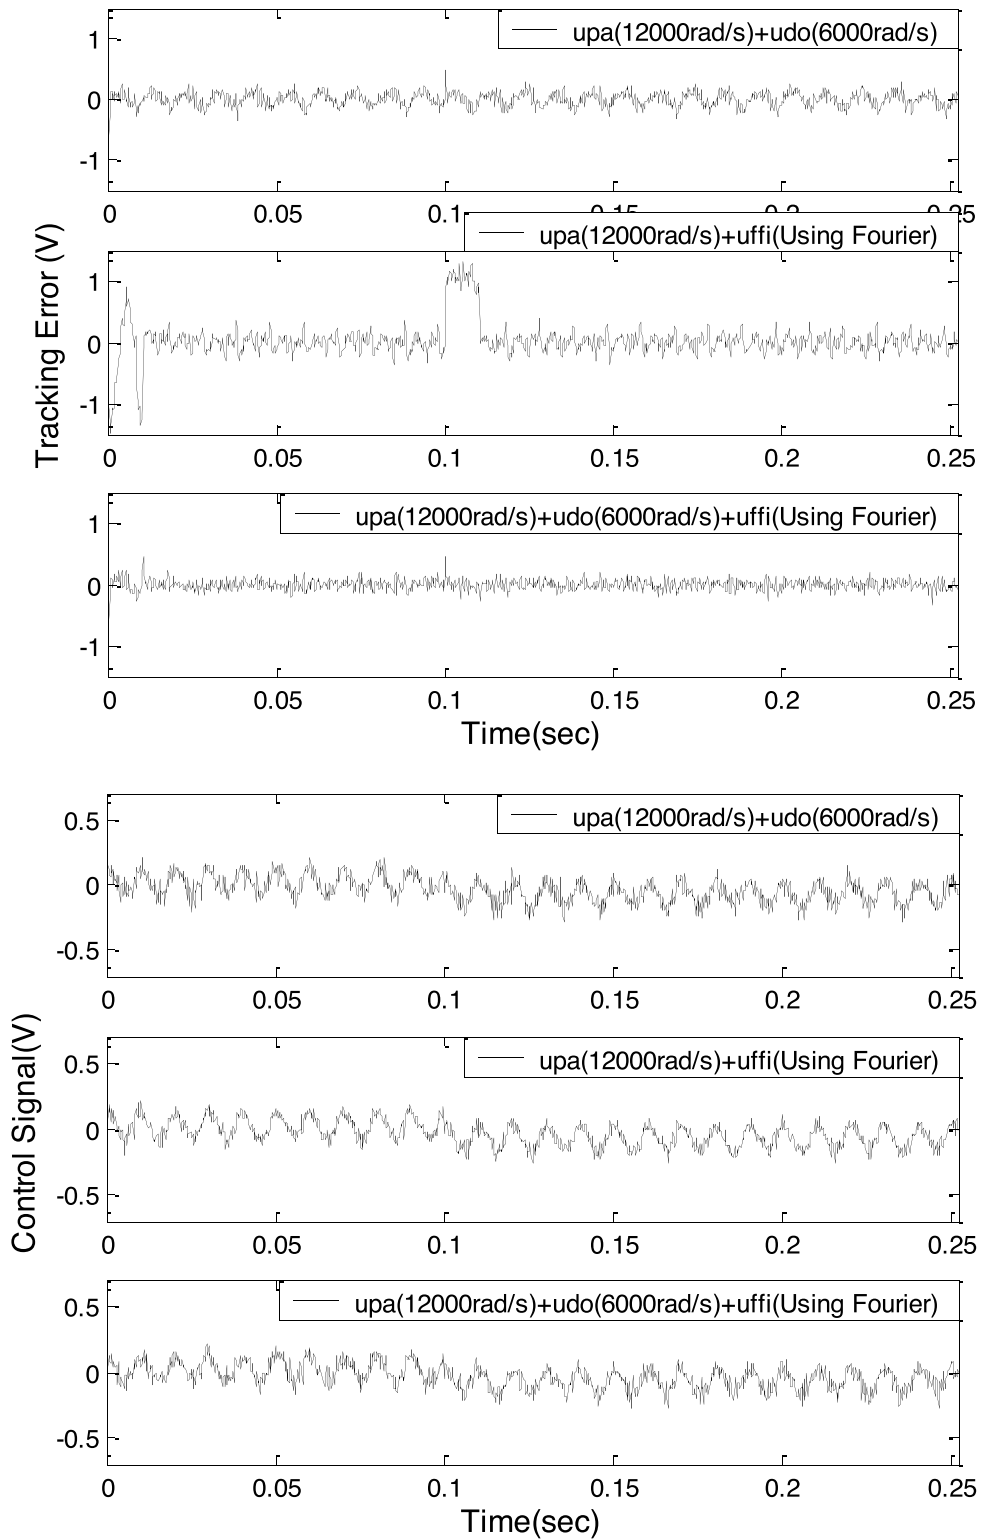 upa(12000rad/s)+udo(6000rad/s)
1
0
-1
0 0.05 0.1 0.15 0.2
upa(12000rad/s)+uffi(Using Fourier)
Tracking Error (V)
1
0
-1
0 0.05 0.1 0.15 0.2 0.25
upa(12000rad/s)+udo(6000rad/s)+uffi(Using Fourier)
1
0
-1
0 0.05 0.1 0.15 0.2 0.25
Time(sec)
upa(12000rad/s)+udo(6000rad/s)
0.5
0
-0.5
0 0.05 0.1 0.15 0.2 0.25
Control Signal(V)
upa(12000rad/s)+uffi(Using Fourier)
0.5
0
-0.5
0 0.05 0.1 0.15 0.2 0.25
upa(12000rad/s)+udo(6000rad/s)+uffi(Using Fourier)
0.5
0
-0.5
0 0.05 0.1 0.15 0.2 0.25
Time(sec)